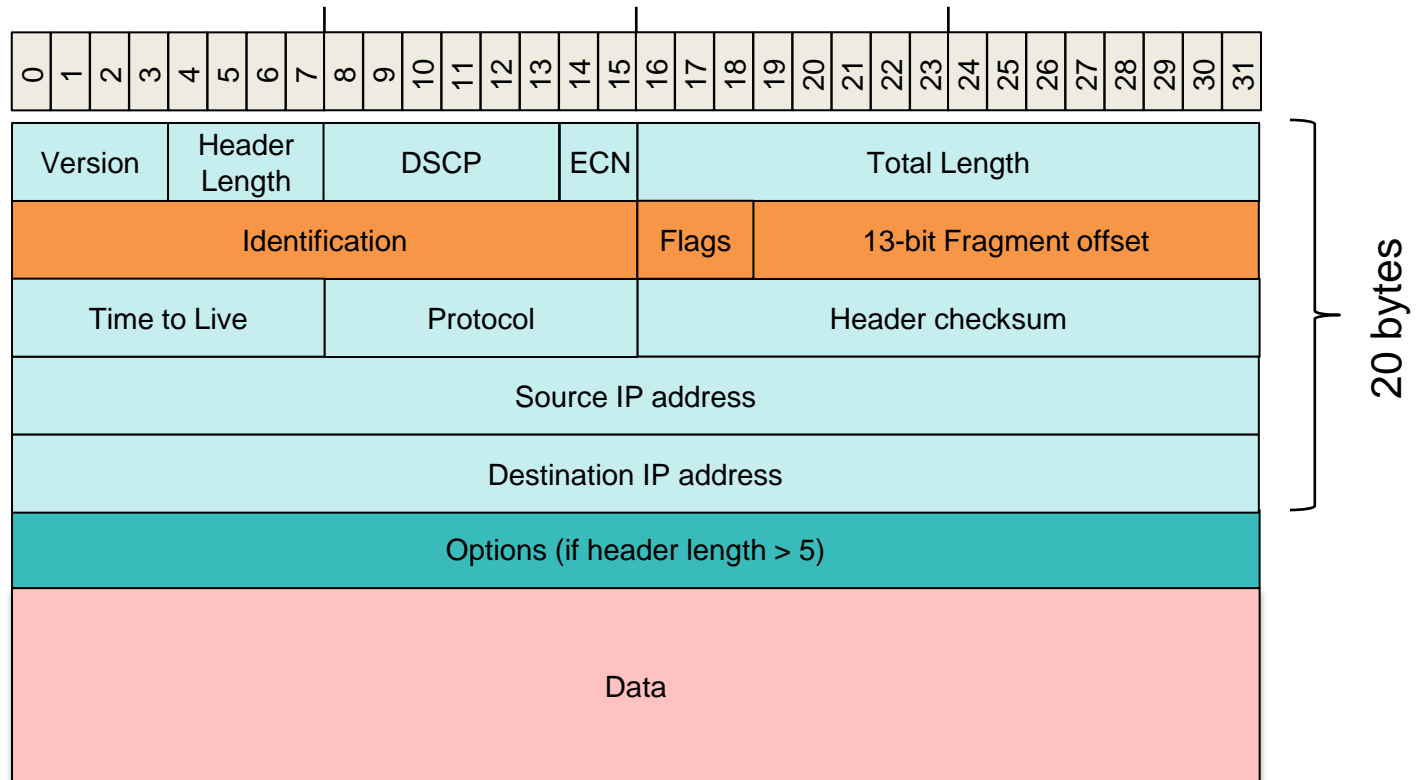 0 1 2 3 4 5 6 7 8 9 10 11 12 13 14 15 16 17 18 19 20 21 22 23 24 25 26 27 28 29 30 31
Version Header Length DSCP ECN Total Length
Identification Flags 13-bit Fragment offset
Time to Live Protocol Header checksum
Source IP address
Destination IP address
20 bytes
Options (if header length > 5)
Data